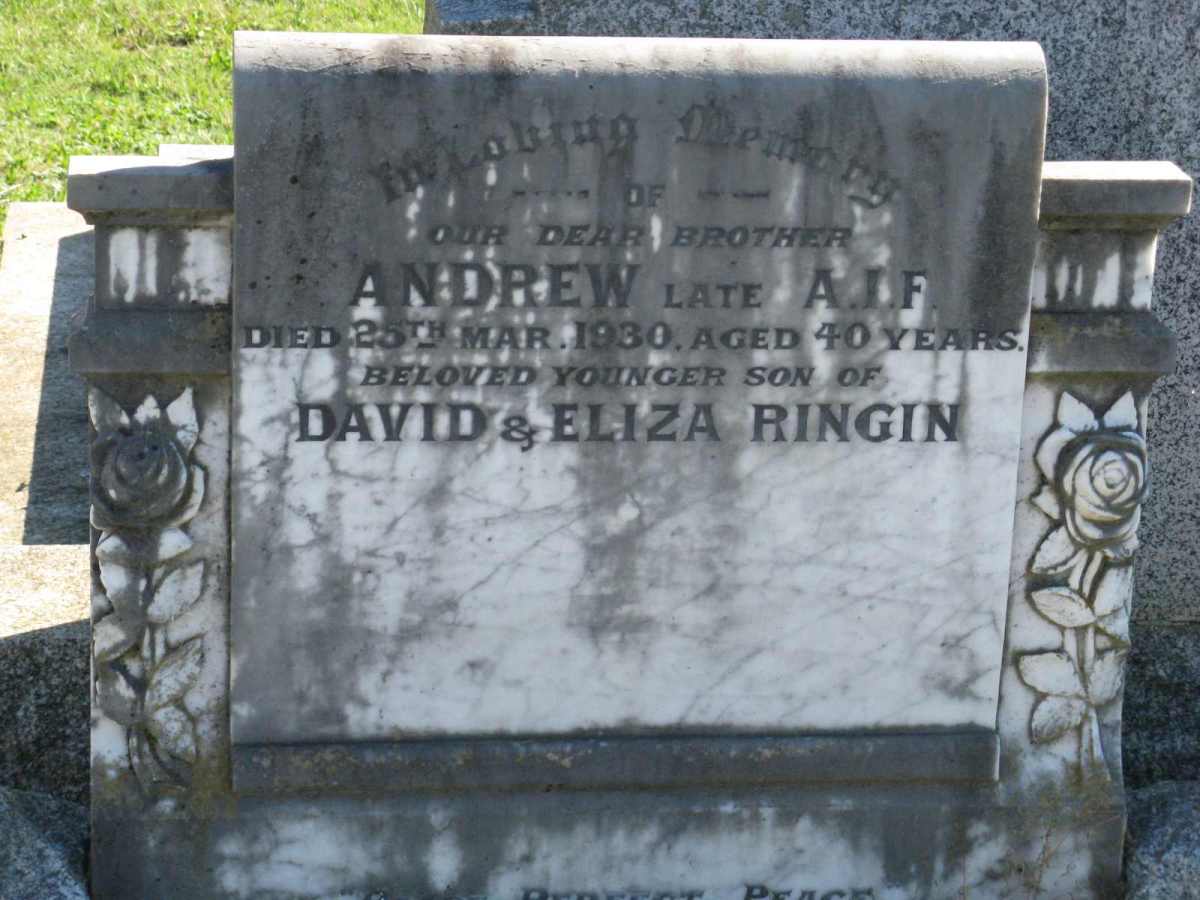 In Loving Memory
OF
OUR DEAR BROTHER
ANDREW LATE A.I.F.
DIED 25TH MAR. 1930. AGED 40 YEARS.
BELOVED YOUNGER SON OF
DAVID & ELIZA RINGIN
PERFECT PEACE